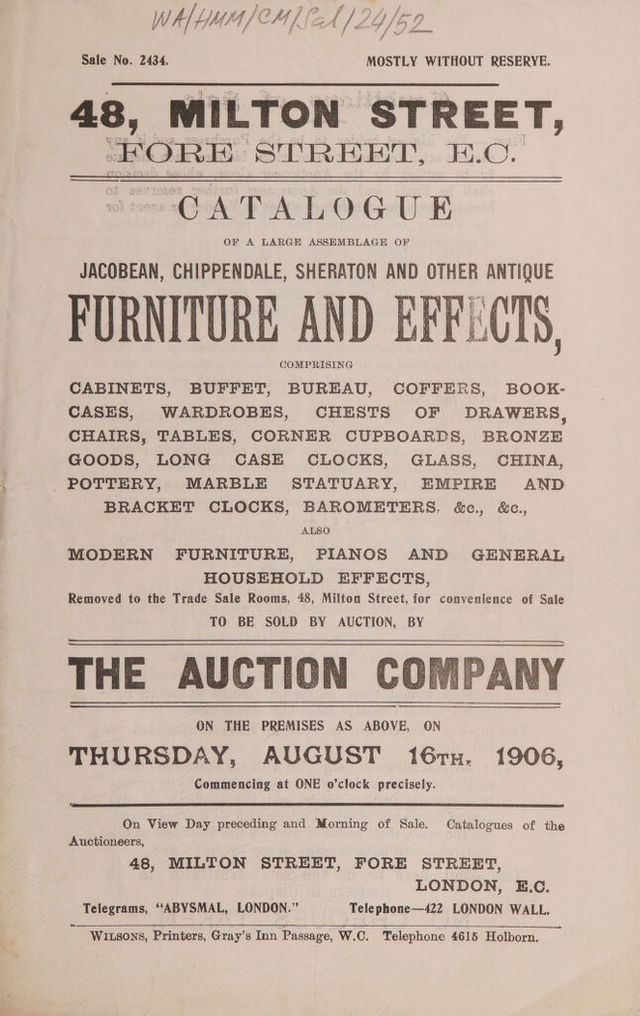 WA/HMM/CM/Sal/24/52
Sale No. 2434. MOSTLY WITHOUT RESERVE.
48, MILTON STREET,
FORE STREET, E.C.
CATALOGUE
OF A LARGE ASSEMBLAGE OF
JACOBEAN, CHIPPENDALE, SHERATON AND OTHER ANTIQUE
FURNITURE AND EFFECTS,
COMPRISING
CABINETS, BUFFET, BUREAU, COFFERS, BOOK-
CASES, WARDROBES, CHESTS OF DRAWERS,
CHAIRS, TABLES, CORNER CUPBOARDS, BRONZE
GOODS, LONG CASE CLOCKS, GLASS, CHINA,
POTTERY, MARBLE STATUARY, EMPIRE AND
BRACKET CLOCKS, BAROMETERS, &c., &c.,
ALSO
MODERN FURNITURE, PIANOS AND GENERAL
HOUSEHOLD EFFECTS,
Removed to the Trade Sale Rooms, 48, Milton Street, for convenience of Sale
TO BE SOLD BY AUCTION, BY
THE AUCTION COMPANY
ON THE PREMISES AS ABOVE, ON
THURSDAY, AUGUST 16TH, 1906,
Commencing at ONE o'clock precisely.
On View Day preceding and Morning of Sale. Catalogues of the
Auctioneers,
48, MILTON STREET, FORE STREET,
LONDON, E.C.
Telegrams, "ABYSMAL, LONDON." Telephone—422 LONDON WALL.
WILSONS, Printers, Gray's Inn Passage, W.C. Telephone 4615 Holborn.